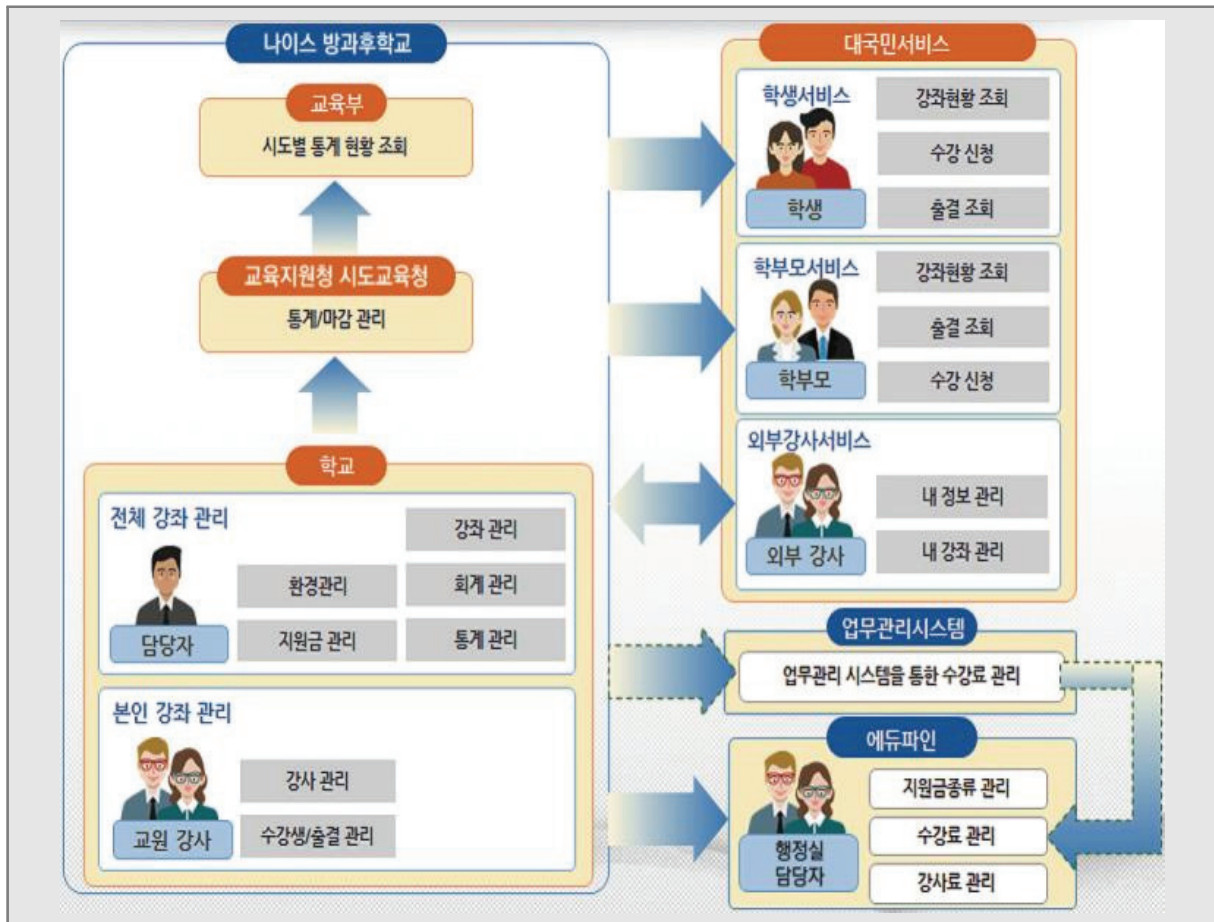 나이스 방과후학교
교육부
시도별 통계 현황 조회
교육지원청 시도교육청
통계/마감 관리
학교
전체 강좌 관리
담당자
환경관리
지원금 관리
강좌 관리
회계 관리
통계 관리
본인 강좌 관리
교원 강사
강사 관리
수강생/출결 관리
대국민서비스
학생서비스
학생
강좌현황 조회
수강 신청
출결 조회
학부모서비스
학부모
강좌현황 조회
출결 조회
수강 신청
외부강사서비스
외부 강사
내 정보 관리
내 강좌 관리
업무관리시스템
업무관리 시스템을 통한 수강료 관리
에듀파인
행정실
담당자
지원금종류 관리
수강료 관리
강사료 관리